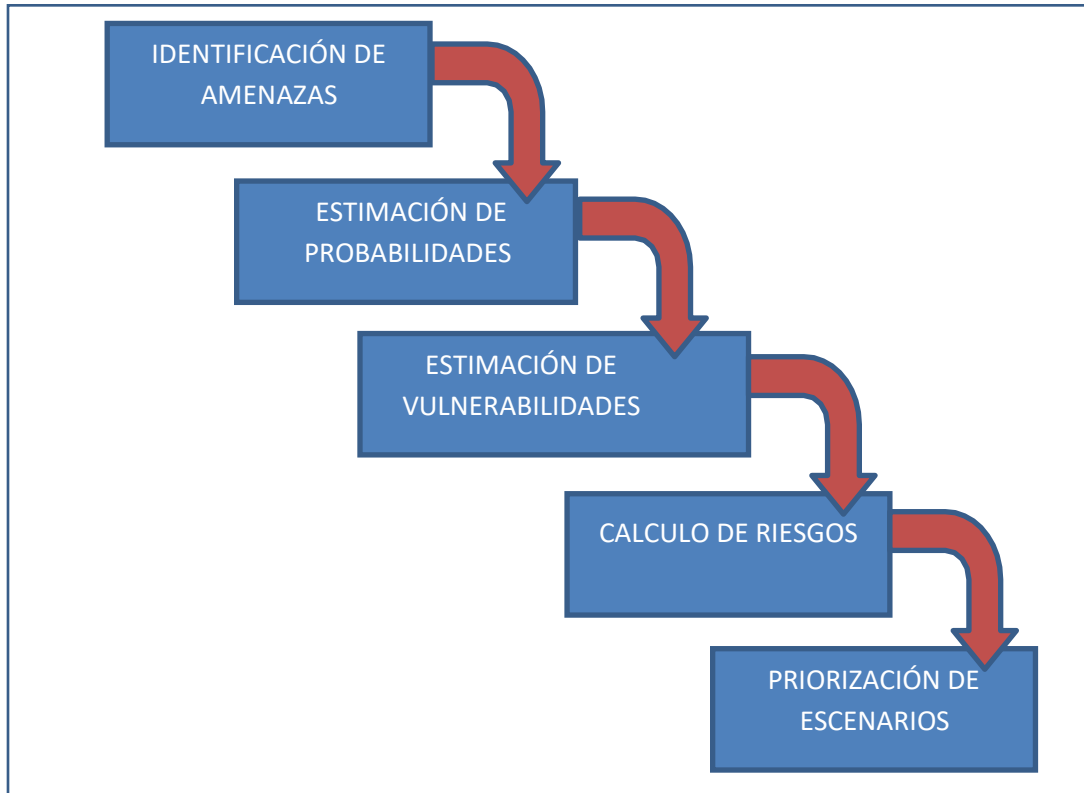 IDENTIFICACIÓN DE
AMENAZAS
ESTIMACIÓN DE
PROBABILIDADES
ESTIMACIÓN DE
VULNERABILIDADES
CALCULO DE RIESGOS
PRIORIZACIÓN DE
ESCENARIOS